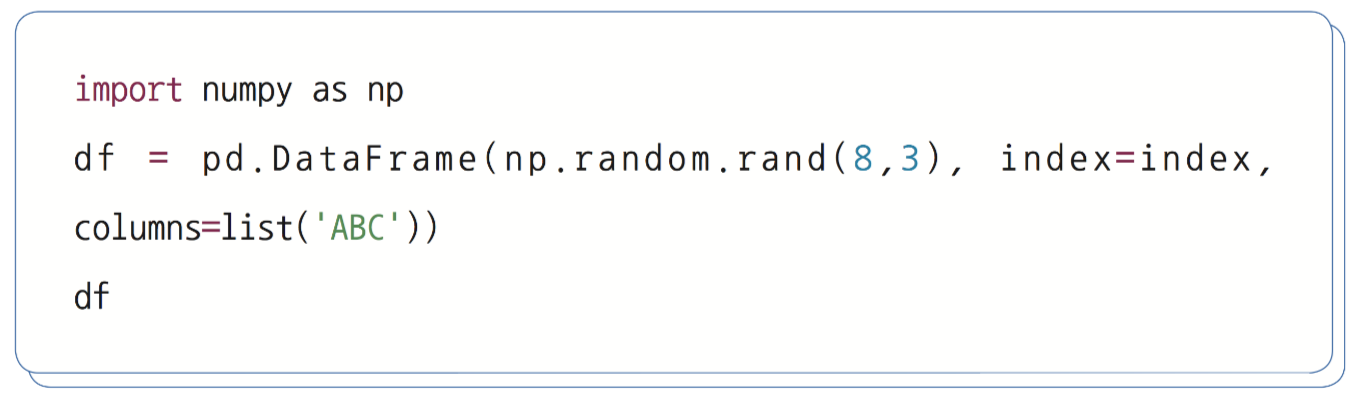 import numpy as np
df = pd.DataFrame(np.random.rand(8,3), index=index,
columns=list('ABC'))
df